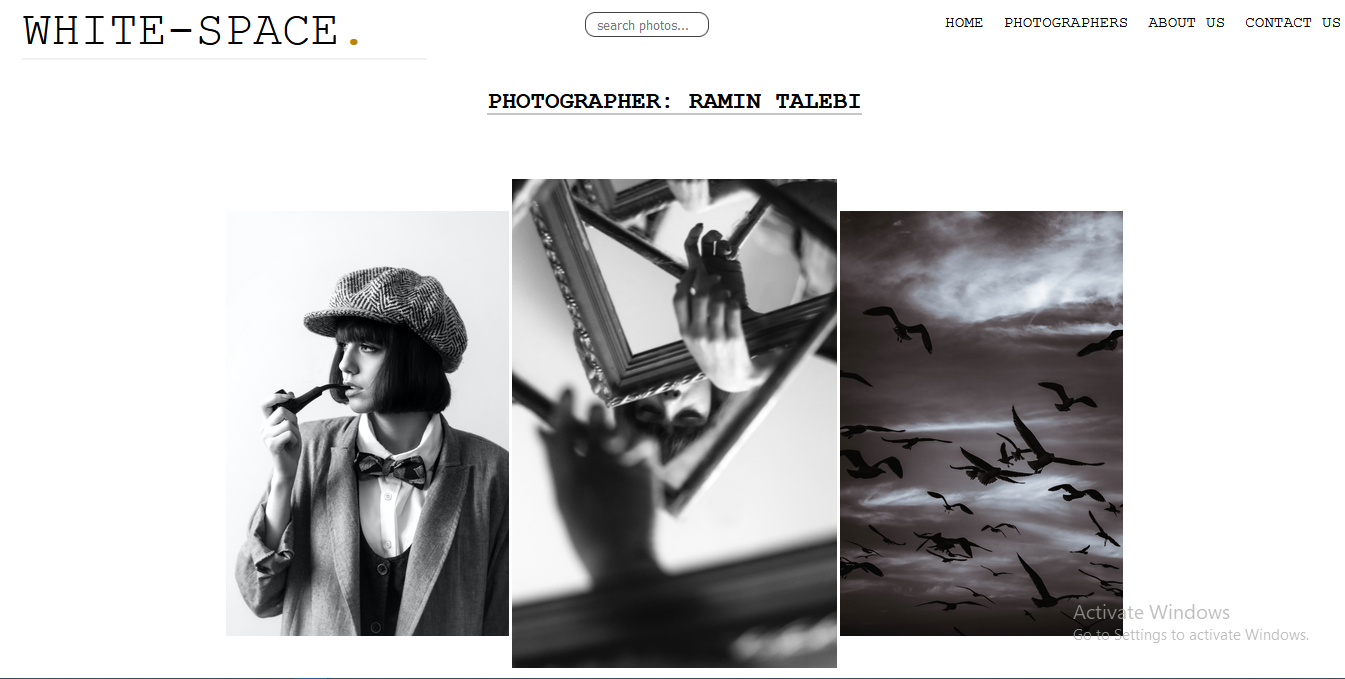 WHITE-SPACE.
search photos...
HOME PHOTOGRAPHERS ABOUT US CONTACT US
PHOTOGRAPHER: RAMIN TALEBI
Activate Windows
Go to Settings to activate Windows.